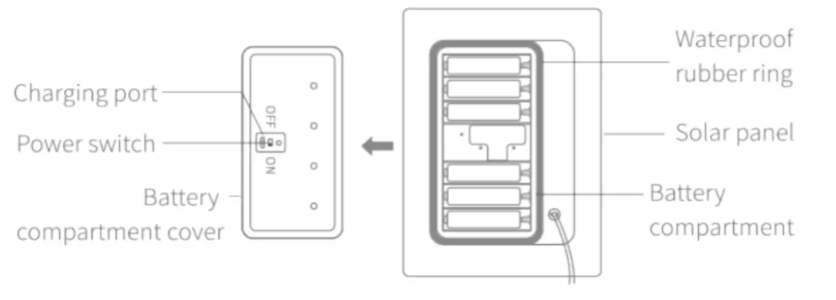 Waterproof
rubber ring
Charging port
OFF
Power switch
ON
Solar panel
Battery
compartment cover
Battery
compartment